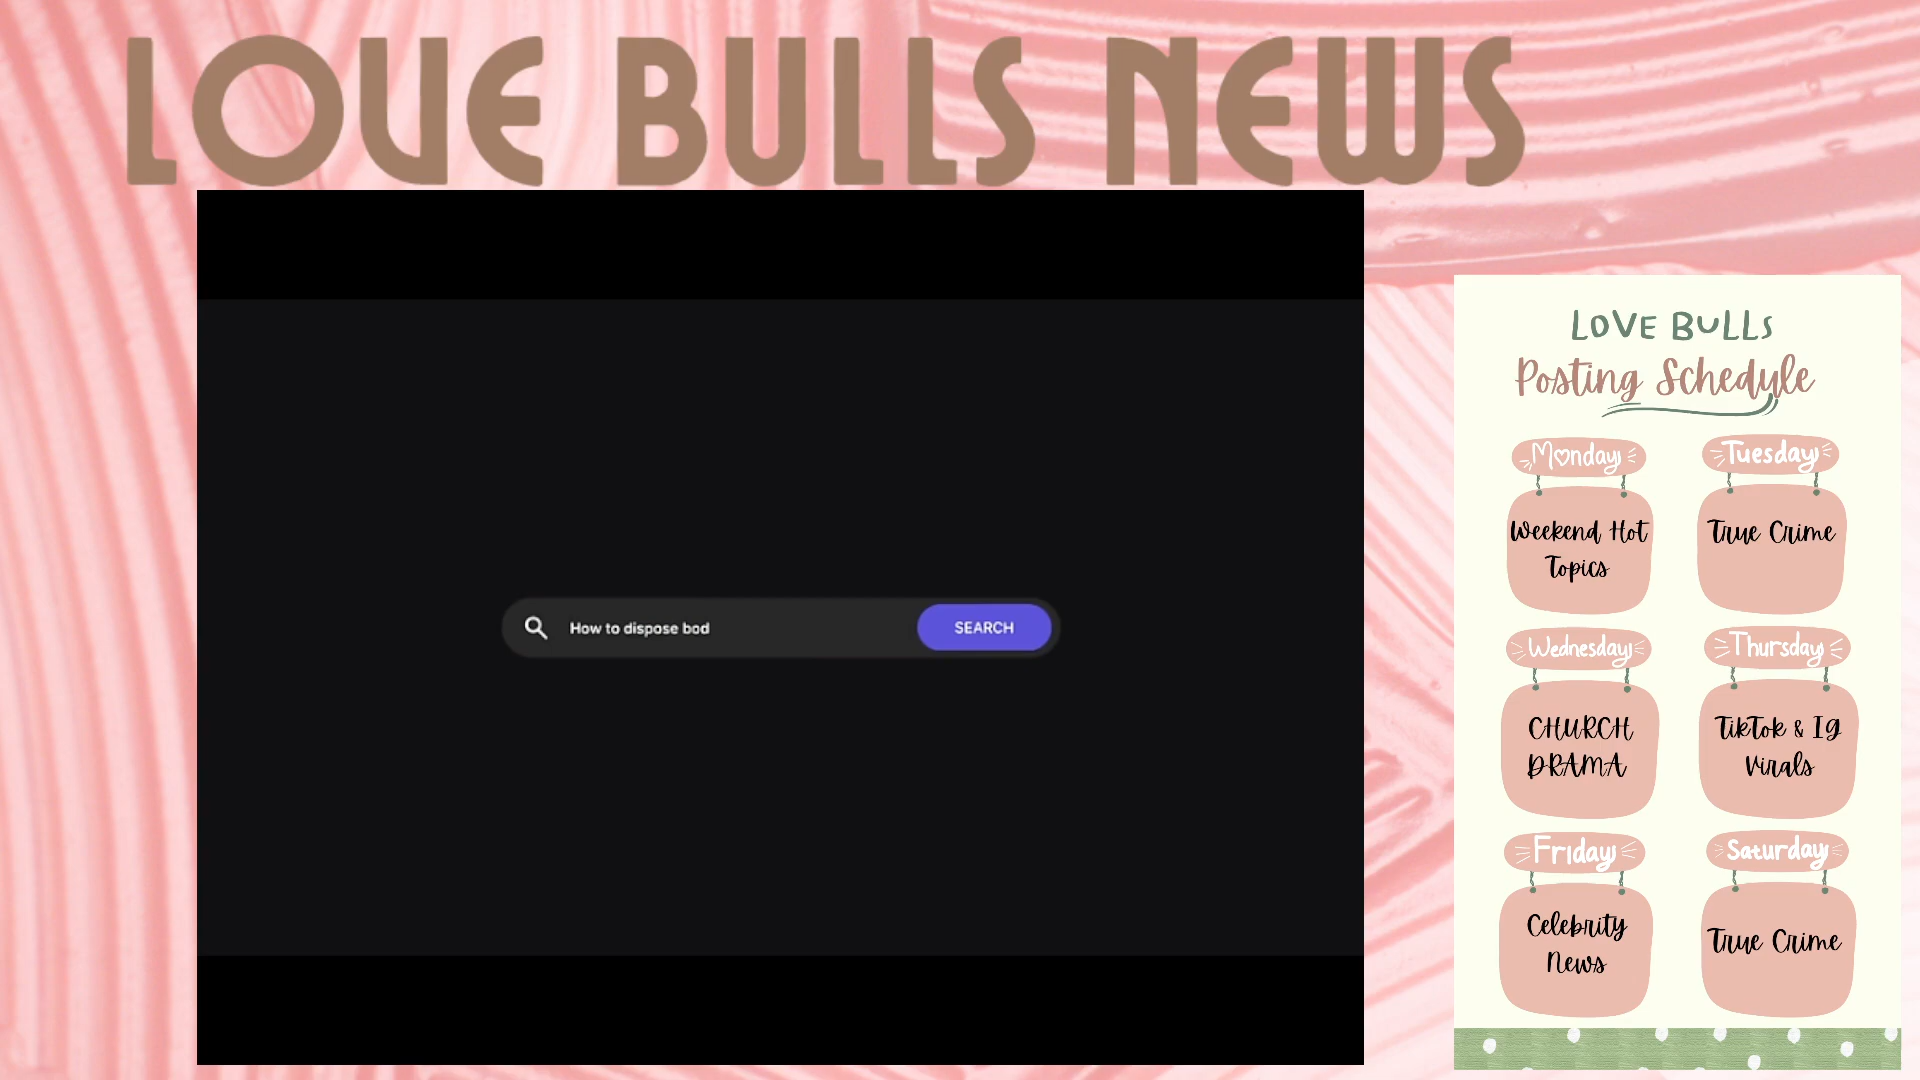 LOVE BULLS NEWS
How to dispose bod
SEARCH
LOVE BULLS
Posting Schedule
Monday
Tuesday
Weekend Hot
Topics
True Crime
Wednesday
Thursday
CHURCH
DRAMA
TikTok & Ig
Virals
Friday
Saturday
Celebrity
News
True Crime